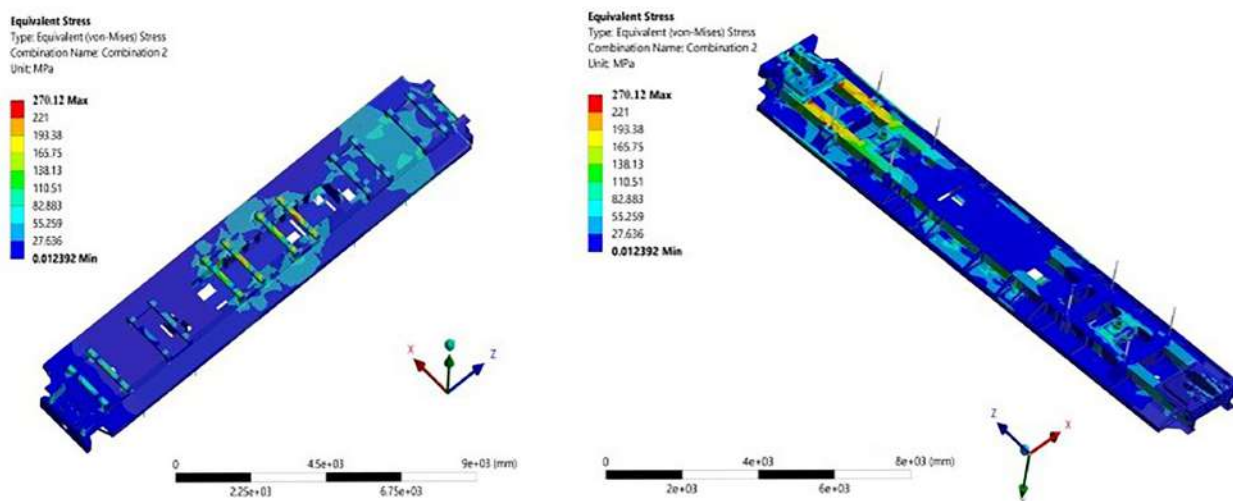 Equivalent Stress
Type: Equivalent (von-Mises) Stress
Combination Name: Combination 2
Unit: MPa
270.12 Max
221
193.38
165.75
138.13
110.51
82.883
55.259
27.636
0.012392 Min
X
Z
0
4.5e+03
9e+03 (mm)
2.25e+03
6.75e+03
Equivalent Stress
Type: Equivalent (von-Mises) Stress
Combination Name: Combination 2
Unit: MPa
270.12 Max
221
193.38
165.75
138.13
110.51
82.883
55.259
27.636
0.012392 Min
Z
X
0
4e+03
8e+03 (mm)
2e+03
6e+03